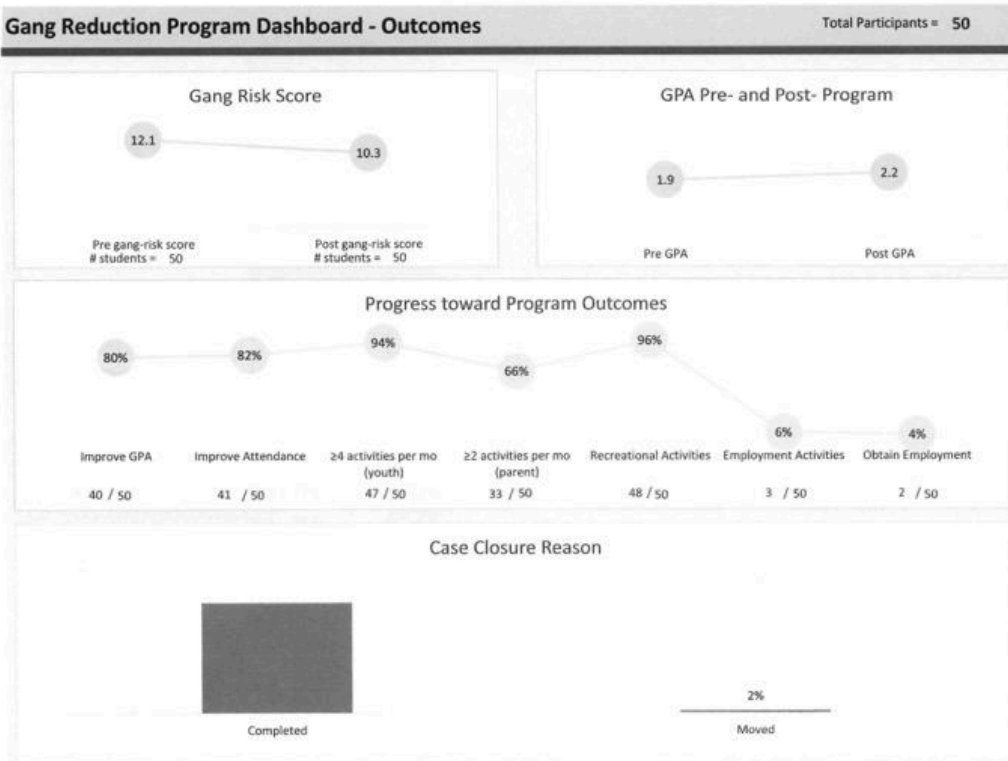 Gang Reduction Program Dashboard - Outcomes
Total Participants = 50
Gang Risk Score
12.1
10.3
Pre gang-risk score
# students = 50
Post gang-risk score
# students = 50
GPA Pre- and Post- Program
1.9
2.2
Pre GPA
Post GPA
Progress toward Program Outcomes
80%
82%
94%
66%
96%
6%
4%
Improve GPA
Improve Attendance
≥4 activities per mo
(youth)
≥2 activities per mo
(parent)
Recreational Activities
Employment Activities
Obtain Employment
40 / 50
41 / 50
47 / 50
33 / 50
48 / 50
3 / 50
2 / 50
Case Closure Reason
2%
Completed
Moved